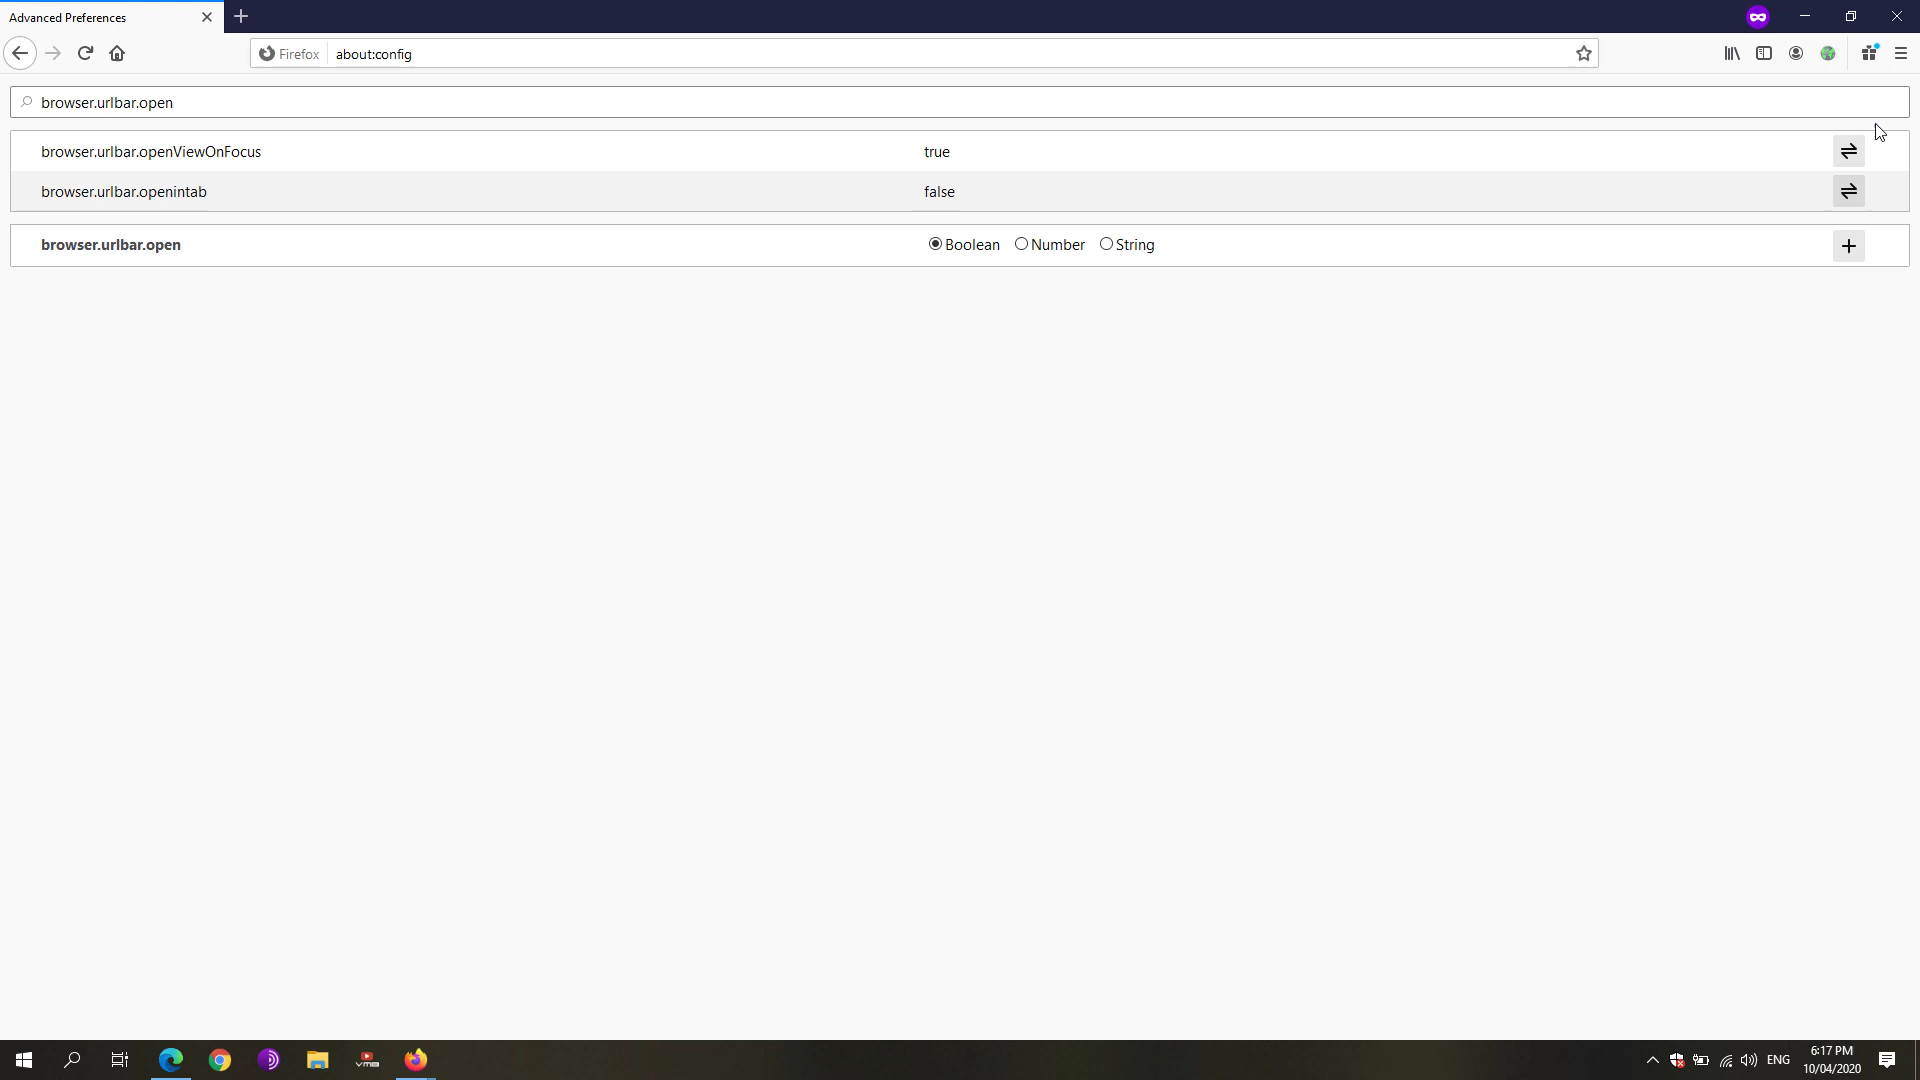 Advanced Preferences
Firefox about:config
browser.urlbar.open
browser.urlbar.openViewOnFocus true
browser.urlbar.openintab false
browser.urlbar.open Boolean Number String
ENG
6:17 PM
10/04/2020